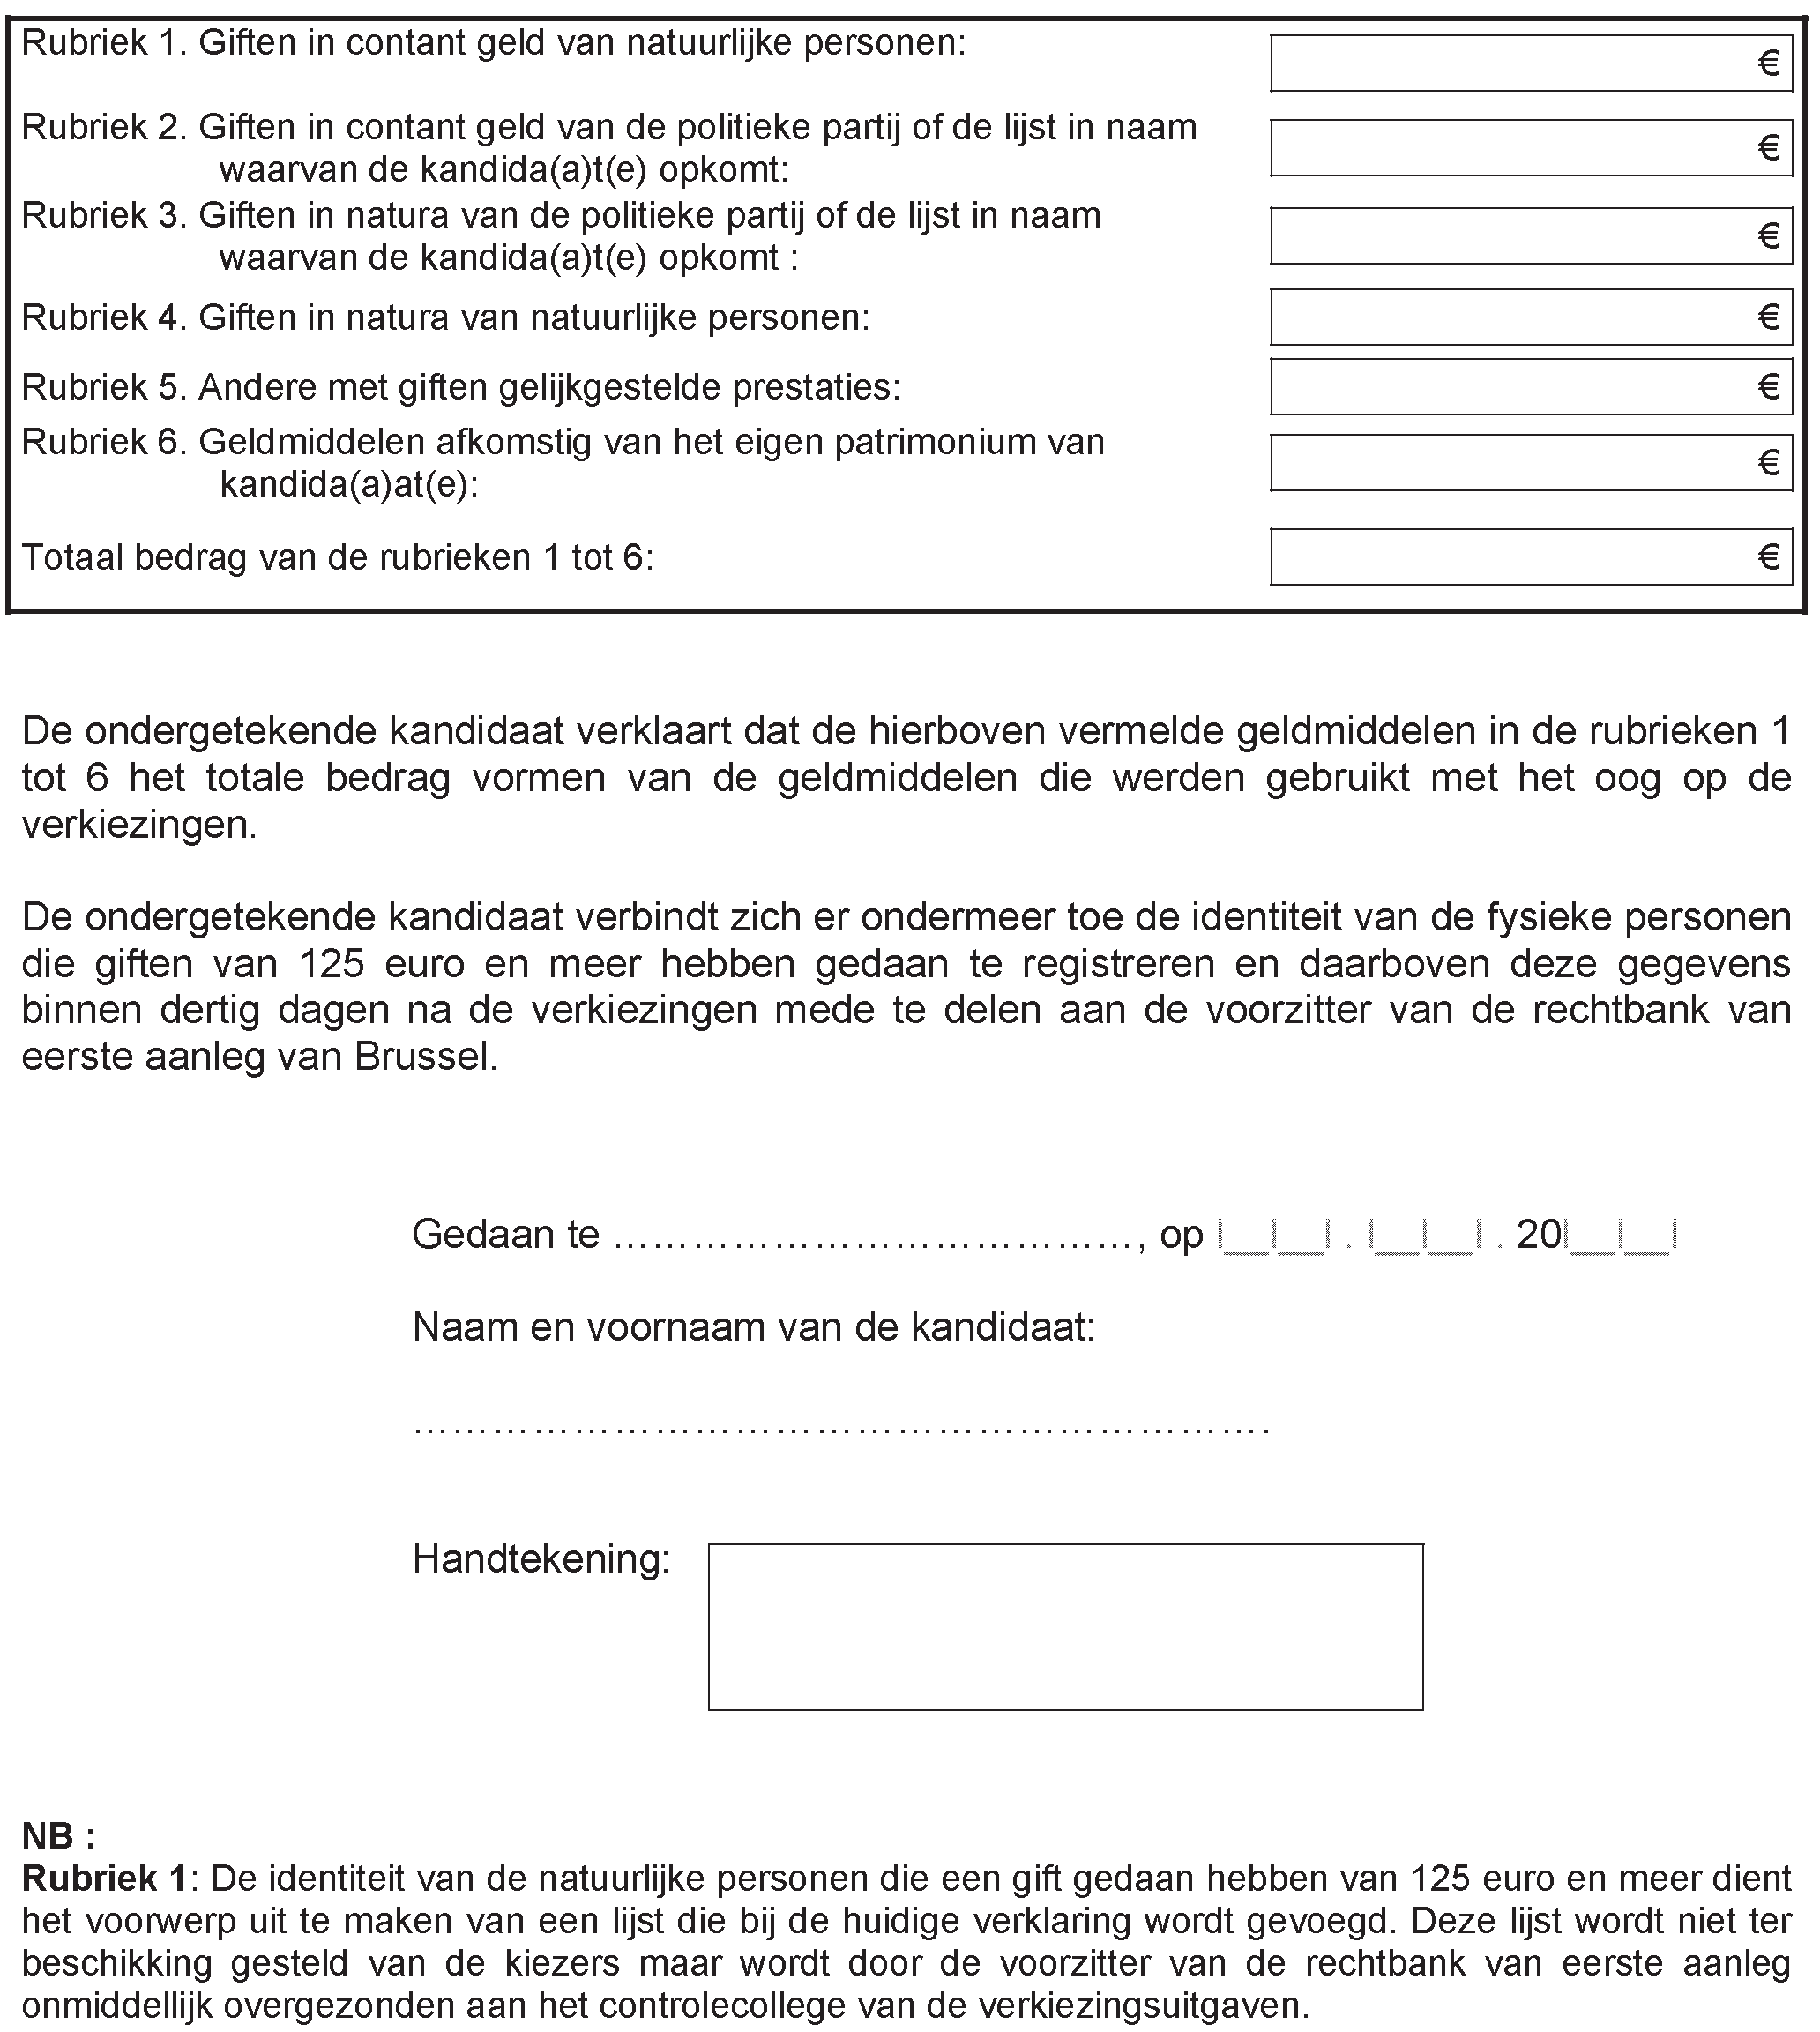 Rubriek 1. Giften in contant geld van natuurlijke personen:
€
Rubriek 2. Giften in contant geld van de politieke partij of de lijst in naam
waarvan de kandida(a)t(e) opkomt:
€
Rubriek 3. Giften in natura van de politieke partij of de lijst in naam
waarvan de kandida(a)t(e) opkomt :
€
Rubriek 4. Giften in natura van natuurlijke personen:
€
Rubriek 5. Andere met giften gelijkgestelde prestaties:
€
Rubriek 6. Geldmiddelen afkomstig van het eigen patrimonium van
kandida(a)at(e):
€
Totaal bedrag van de rubrieken 1 tot 6:
€
De ondergetekende kandidaat verklaart dat de hierboven vermelde geldmiddelen in de rubrieken 1
tot 6 het totale bedrag vormen van de geldmiddelen die werden gebruikt met het oog op de
verkiezingen.
De ondergetekende kandidaat verbindt zich er ondermeer toe de identiteit van de fysieke personen
die giften van 125 euro en meer hebben gedaan te registreren en daarboven deze gegevens
binnen dertig dagen na de verkiezingen mede te delen aan de voorzitter van de rechtbank van
eerste aanleg van Brussel.
Gedaan te …………………………………, op |__|__| . |__|__| . 20|__|__|
Naam en voornaam van de kandidaat:
……………………………………………………….
Handtekening:
NB :
Rubriek 1: De identiteit van de natuurlijke personen die een gift gedaan hebben van 125 euro en meer dient
het voorwerp uit te maken van een lijst die bij de huidige verklaring wordt gevoegd. Deze lijst wordt niet ter
beschikking gesteld van de kiezers maar wordt door de voorzitter van de rechtbank van eerste aanleg
onmiddellijk overgezonden aan het controlecollege van de verkiezingsuitgaven.